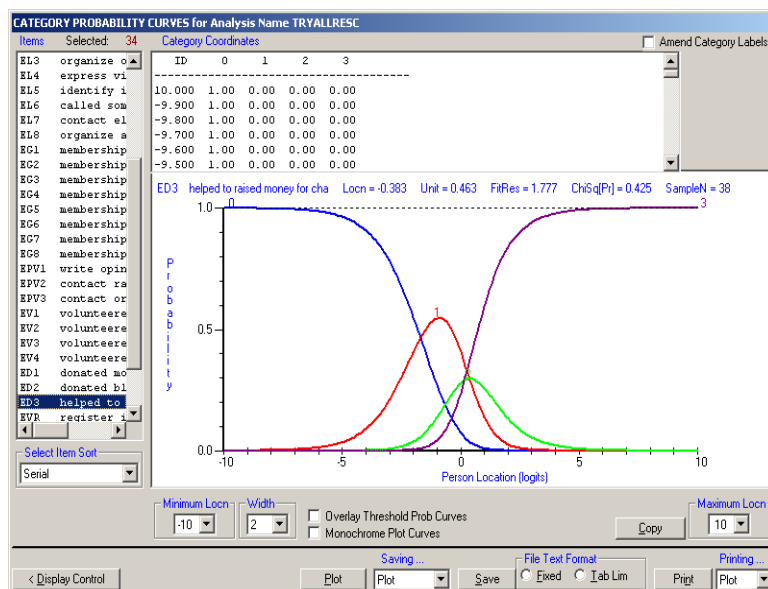 CATEGORY PROBABILITY CURVES for Analysis Name TRYALLRESC
Items Selected: 34 Category Coordinates
Amend Category Labels
EL3 organize o
EL4 express vi
EL5 identify i
EL6 called som
EL7 contact el
EL8 organize a
EG1 membership
EG2 membership
EG3 membership
EG4 membership
EG5 membership
EG6 membership
EG7 membership
EG8 membership
EPV1 write opin
EPV2 contact ra
EPV3 contact or
EV1 volunteere
EV2 volunteere
EV3 volunteere
EV4 volunteere
ED1 donated mo
ED2 donated bl
ED3 helped to
EVR register i
Select Item Sort
Serial
ID 0 1 2 3
10.000 1.00 0.00 0.00 0.00
-9.900 1.00 0.00 0.00 0.00
-9.800 1.00 0.00 0.00 0.00
-9.700 1.00 0.00 0.00 0.00
-9.600 1.00 0.00 0.00 0.00
-9.500 1.00 0.00 0.00 0.00
ED3 helped to raised money for cha Locn = -0.383 Unit = 0.463 FitRes = 1.777 ChiSq[Pr] = 0.425 SampleN = 38
0 3
1.0
Probability
1
0.5
0.0
-10 -5 0 5 10
Person Location (logits)
Minimum Locn
-10
Width
2
Overlay Threshold Prob Curves
Monochrome Plot Curves
Copy
Maximum Locn
10
< Display Control
Plot
Saving ...
Plot
Save
File Text Format
Fixed Tab Lim
Print
Printing ...
Plot